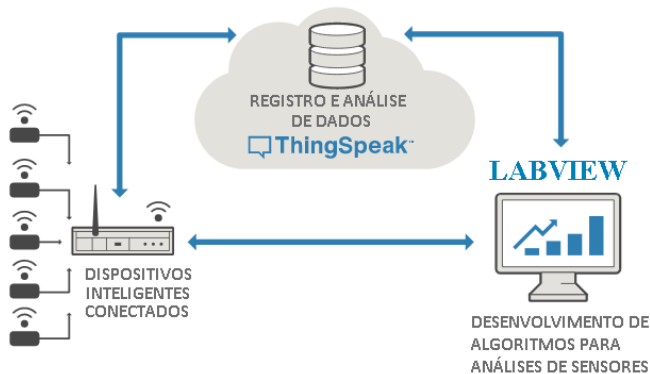 REGISTRO E ANÁLISE
DE DADOS
ThingSpeak™
LABVIEW
DISPOSITIVOS
INTELIGENTES
CONECTADOS
DESENVOLVIMENTO DE
ALGORITMOS PARA
ANÁLISES DE SENSORES